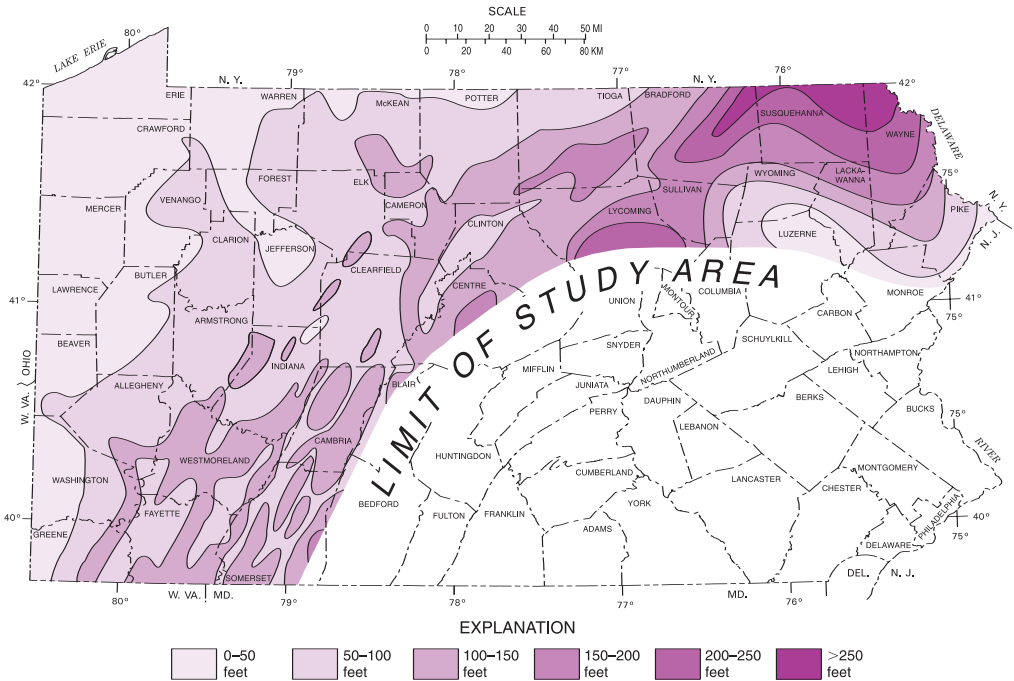 SCALE
0 10 20 30 40 50 MI
0 20 40 60 80 KM
LAKE ERIE
80°
42°
N. Y.
79°
78°
77°
N. Y.
76°
42°
ERIE
WARREN
McKEAN
POTTER
TIOGA
BRADFORD
SUSQUEHANNA
WAYNE
DELAWARE
CRAWFORD
FOREST
ELK
CAMERON
SULLIVAN
WYOMING
LACKA-
WANNA
75°
PIKE
N. Y.
N. J.
MERCER
VENANGO
CLARION
JEFFERSON
CLINTON
LYCOMING
LUZERNE
BUTLER
CLEARFIELD
CENTRE
LAWRENCE
41°
ARMSTRONG
LIMIT OF STUDY AREA
UNION
MONTOUR
COLUMBIA
CARBON
MONROE
41°
75°
BEAVER
INDIANA
SNYDER
SCHUYLKILL
NORTHAMPTON
W. VA. OHIO
ALLEGHENY
BLAIR
MIFFLIN
JUNIATA
NORTHUMBERLAND
LEHIGH
PERRY
DAUPHIN
BERKS
BUCKS
75°
CAMBRIA
HUNTINGDON
LEBANON
RIVER
WASHINGTON
WESTMORELAND
CUMBERLAND
LANCASTER
CHESTER
MONTGOMERY
40°
GREENE
FAYETTE
SOMERSET
BEDFORD
FULTON
FRANKLIN
ADAMS
YORK
DELAWARE
PHILADELPHIA
40°
75°
80°
W. VA.
MD.
79°
78°
77°
MD.
76°
DEL.
N. J.
EXPLANATION
0–50
feet
50–100
feet
100–150
feet
150–200
feet
200–250
feet
>250
feet